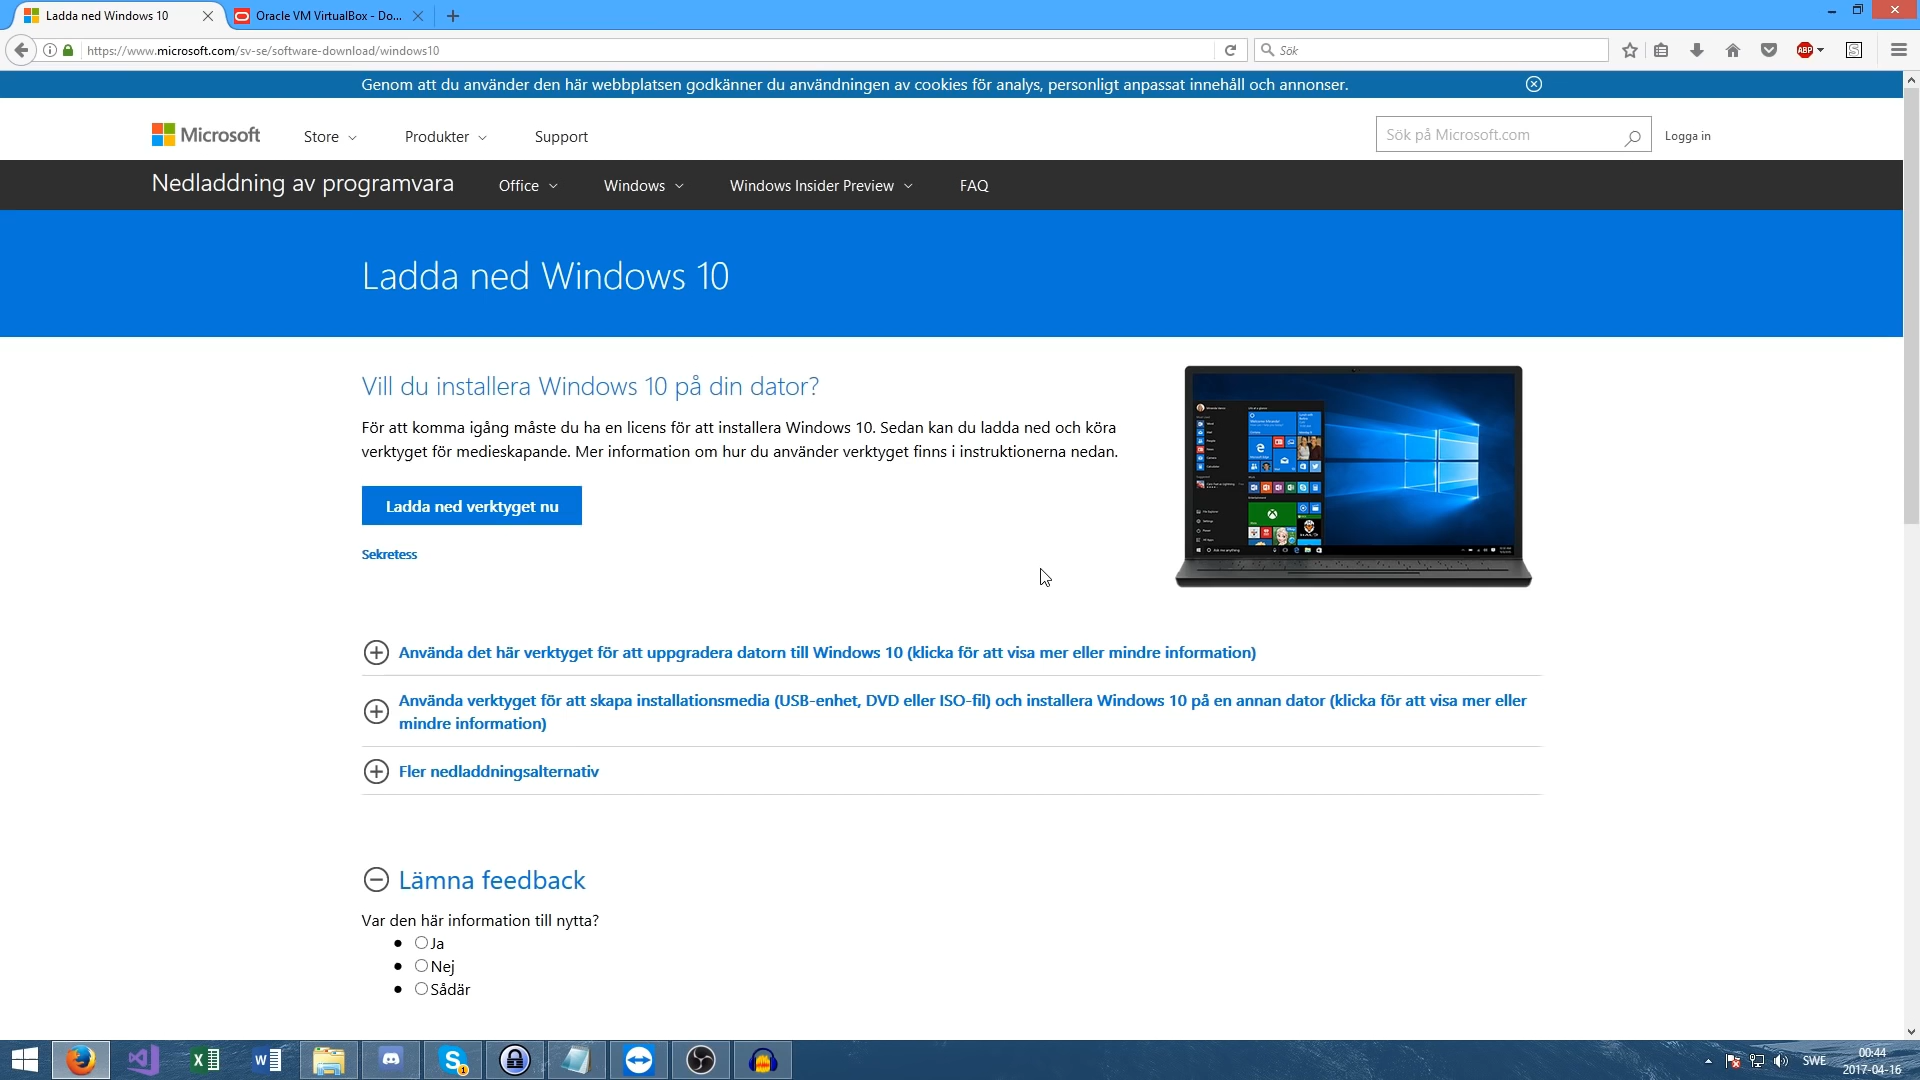 Ladda ned Windows 10
Oracle VM VirtualBox - Do...
https://www.microsoft.com/sv-se/software-download/windows10
Sök
ABP
Genom att du använder den här webbplatsen godkänner du användningen av cookies för analys, personligt anpassat innehåll och annonser.
Microsoft
Store
Produkter
Support
Sök på Microsoft.com
Logga in
Nedladdning av programvara
Office
Windows
Windows Insider Preview
FAQ
Ladda ned Windows 10
Vill du installera Windows 10 på din dator?
För att komma igång måste du ha en licens för att installera Windows 10. Sedan kan du ladda ned och köra
verktyget för medieskapande. Mer information om hur du använder verktyget finns i instruktionerna nedan.
Ladda ned verktyget nu
Sekretess
Använda det här verktyget för att uppgradera datorn till Windows 10 (klicka för att visa mer eller mindre information)
Använda verktyget för att skapa installationsmedia (USB-enhet, DVD eller ISO-fil) och installera Windows 10 på en annan dator (klicka för att visa mer eller
mindre information)
Fler nedladdningsalternativ
Lämna feedback
Var den här information till nytta?
Ja
Nej
Sådär
SWE
00:44
2017-04-16